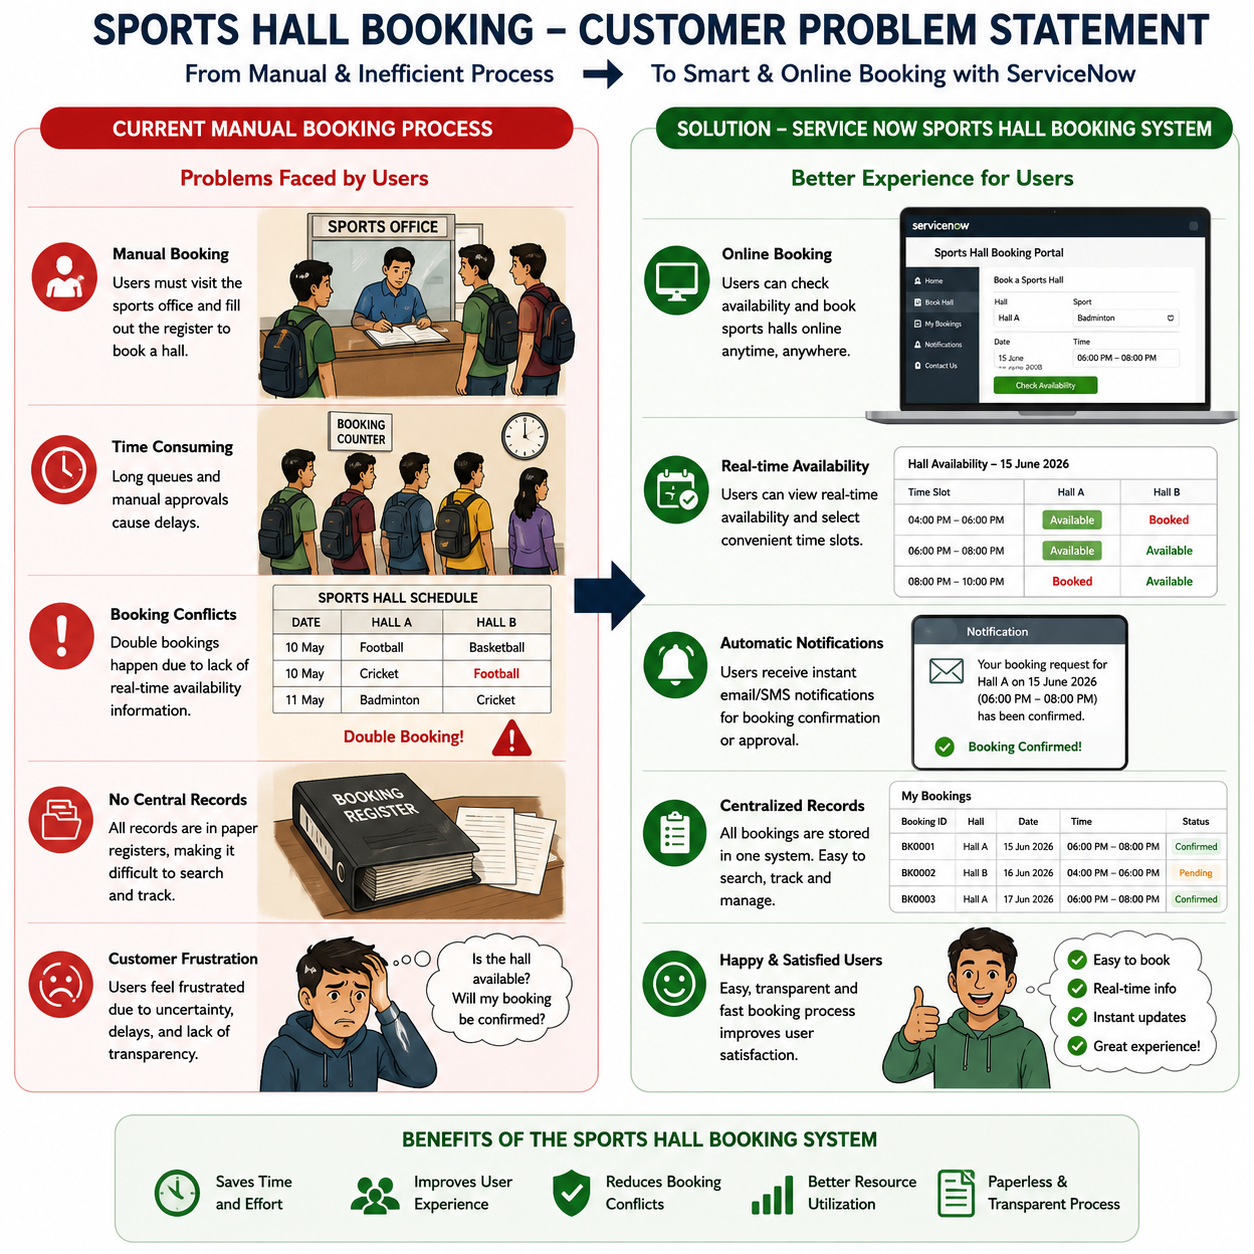 SPORTS HALL BOOKING – CUSTOMER PROBLEM STATEMENT
From Manual & Inefficient Process
To Smart & Online Booking with ServiceNow
CURRENT MANUAL BOOKING PROCESS
Problems Faced by Users
Manual Booking
Users must visit the
sports office and fill
out the register to
book a hall.
SPORTS OFFICE
Time Consuming
Long queues and
manual approvals
cause delays.
BOOKING
COUNTER
Booking Conflicts
Double bookings
happen due to lack of
real-time availability
information.
SPORTS HALL SCHEDULE
DATE HALL A HALL B
10 May Football Basketball
10 May Cricket Football
11 May Badminton Cricket
Double Booking!
No Central Records
All records are in paper
registers, making it
difficult to search
and track.
BOOKING
REGISTER
Customer Frustration
Users feel frustrated
due to uncertainty,
delays, and lack of
transparency.
Is the hall
available?
Will my booking
be confirmed?
SOLUTION – SERVICE NOW SPORTS HALL BOOKING SYSTEM
Better Experience for Users
Online Booking
Users can check
availability and book
sports halls online
anytime, anywhere.
servicenow
Sports Hall Booking Portal
Home
Book Hall
My Bookings
Notifications
Contact Us
Book a Sports Hall
Hall Sport
Hall A Badminton
Date Time
15 June 06:00 PM – 08:00 PM
Check Availability
Real-time Availability
Users can view real-time
availability and select
convenient time slots.
Hall Availability – 15 June 2026
Time Slot Hall A Hall B
04:00 PM – 06:00 PM Available Booked
06:00 PM – 08:00 PM Available Available
08:00 PM – 10:00 PM Booked Available
Automatic Notifications
Users receive instant
email/SMS notifications
for booking confirmation
or approval.
Notification
Your booking request for
Hall A on 15 June 2026
(06:00 PM – 08:00 PM)
has been confirmed.
Booking Confirmed!
Centralized Records
All bookings are stored
in one system. Easy to
search, track and
manage.
My Bookings
Booking ID Hall Date Time Status
BK0001 Hall A 15 Jun 2026 06:00 PM – 08:00 PM Confirmed
BK0002 Hall B 16 Jun 2026 04:00 PM – 06:00 PM Pending
BK0003 Hall A 17 Jun 2026 06:00 PM – 08:00 PM Confirmed
Happy & Satisfied Users
Easy, transparent and
fast booking process
improves user
satisfaction.
Easy to book
Real-time info
Instant updates
Great experience!
BENEFITS OF THE SPORTS HALL BOOKING SYSTEM
Saves Time
and Effort
Improves User
Experience
Reduces Booking
Conflicts
Better Resource
Utilization
Paperless &
Transparent Process